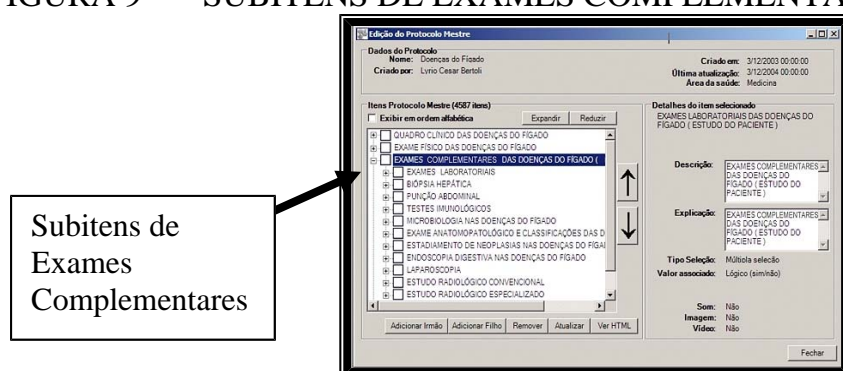 IGURA 9 SUBITENS DE EXAMES COMPLEMENTA
Edição do Protocolo Mestre
Dados do Protocolo
Nome: Doenças do Fígado
Criado por: Lyrio Cesar Bertoli
Criado em: 3/12/2003 00:00:00
Última atualização: 3/12/2004 00:00:00
Área da saúde: Medicina
Itens Protocolo Mestre (4587 itens)
Exibir em ordem alfabética Expandir Reduzir
QUADRO CLÍNICO DAS DOENÇAS DO FÍGADO
EXAME FÍSICO DAS DOENÇAS DO FÍGADO
EXAMES COMPLEMENTARES DAS DOENÇAS DO FÍGADO (
EXAMES LABORATORIAIS
BIÓPSIA HEPÁTICA
PUNÇÃO ABDOMINAL
TESTES IMUNOLÓGICOS
MICROBIOLOGIA NAS DOENÇAS DO FÍGADO
EXAME ANATOMOPATOLÓGICO E CLASSIFICAÇÕES DAS D
ESTADIAMENTO DE NEOPLASIAS NAS DOENÇAS DO FÍGA
ENDOSCOPIA DIGESTIVA NAS DOENÇAS DO FÍGADO
LAPAROSCOPIA
ESTUDO RADIOLÓGICO CONVENCIONAL
ESTUDO RADIOLÓGICO ESPECIALIZADO
Adicionar Irmão Adicionar Filho Remover Atualizar Ver HTML
Detalhes do item selecionado
EXAMES LABORATORIAIS DAS DOENÇAS DO
FÍGADO ( ESTUDO DO PACIENTE )
Descrição: EXAMES COMPLEMENTARES
DAS DOENÇAS DO
FÍGADO ( ESTUDO DO
PACIENTE )
Explicação: EXAMES COMPLEMENTARES
DAS DOENÇAS DO
FÍGADO ( ESTUDO DO
PACIENTE )
Tipo Seleção: Múltipla selecão
Valor associado: Lógico (sim/não)
Som: Não
Imagem: Não
Vídeo: Não
Fechar
Subitens de
Exames
Complementares